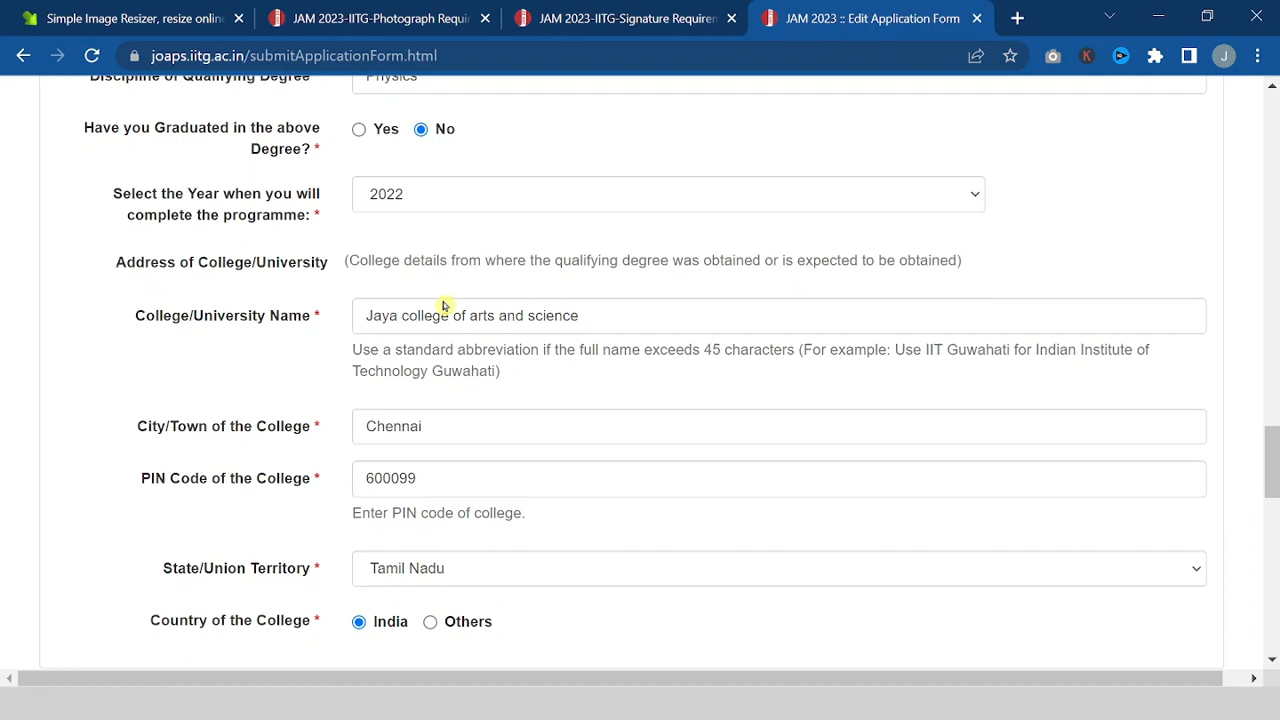 Simple Image Resizer, resize online
JAM 2023-IITG-Photograph Requir
JAM 2023-IITG-Signature Requirem
JAM 2023 :: Edit Application Form
joaps.iitg.ac.in/submitApplicationForm.html
K
J
Discipline of Qualifying Degree
Physics
Have you Graduated in the above
Degree? *
Yes
No
Select the Year when you will
complete the programme: *
2022
Address of College/University
(College details from where the qualifying degree was obtained or is expected to be obtained)
College/University Name *
Jaya college of arts and science
Use a standard abbreviation if the full name exceeds 45 characters (For example: Use IIT Guwahati for Indian Institute of
Technology Guwahati)
City/Town of the College *
Chennai
PIN Code of the College *
600099
Enter PIN code of college.
State/Union Territory *
Tamil Nadu
Country of the College *
India
Others